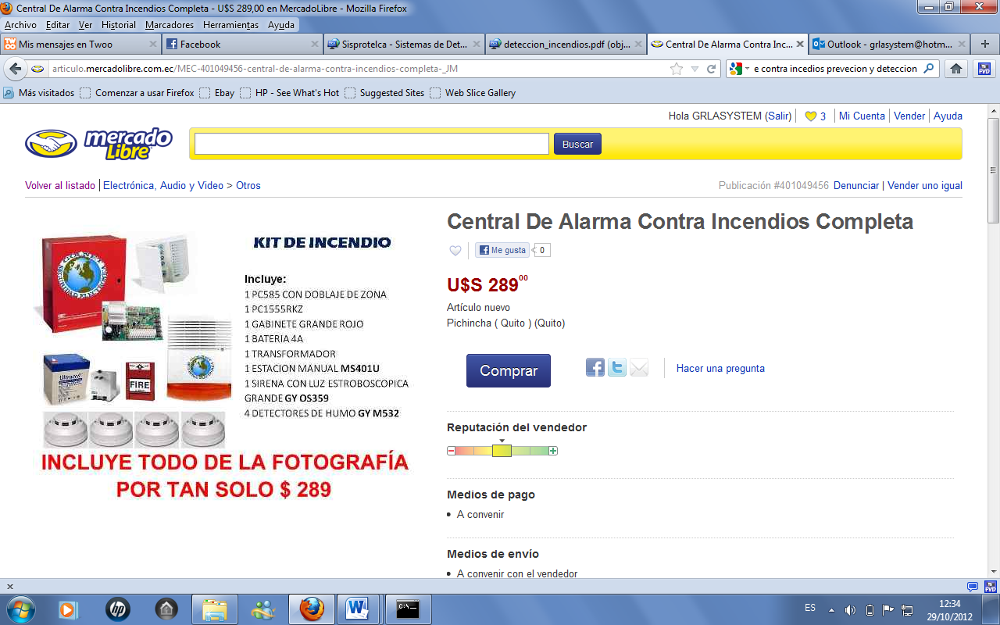 Central De Alarma Contra Incendios Completa - U$S 289,00 en MercadoLibre - Mozilla Firefox
Archivo Editar Ver Historial Marcadores Herramientas Ayuda
Mis mensajes en Twoo
Facebook
Sisprotelca - Sistemas de Det...
deteccion_incendios.pdf (obj...
Central De Alarma Contra Inc...
Outlook - grlasystem@hotm...
articulo.mercadolibre.com.ec/MEC-401049456-central-de-alarma-contra-incendios-completa-_JM
e contra incedios prevecion y deteccion
Más visitados Comenzar a usar Firefox Ebay HP - See What's Hot Suggested Sites Web Slice Gallery
Hola GRLASYSTEM (Salir) 3 Mi Cuenta Vender Ayuda
mercado
Libre
Buscar
Volver al listado Electrónica, Audio y Video > Otros
Publicación #401049456 Denunciar | Vender uno igual
Central De Alarma Contra Incendios Completa
Me gusta 0
U$S 289 00
Artículo nuevo
Pichincha ( Quito ) (Quito)
Comprar
Hacer una pregunta
Reputación del vendedor
Medios de pago
A convenir
Medios de envío
A convenir con el vendedor
KIT DE INCENDIO
Incluye:
1 PC585 CON DOBLAJE DE ZONA
1 PC1555RKZ
1 GABINETE GRANDE ROJO
1 BATERIA 4A
1 TRANSFORMADOR
1 ESTACION MANUAL MS401U
1 SIRENA CON LUZ ESTROBOSCOPICA
GRANDE GY OS359
4 DETECTORES DE HUMO GY M532
Ultracell
FIRE
INCLUYE TODO DE LA FOTOGRAFÍA
POR TAN SOLO $ 289
ES
12:34
29/10/2012